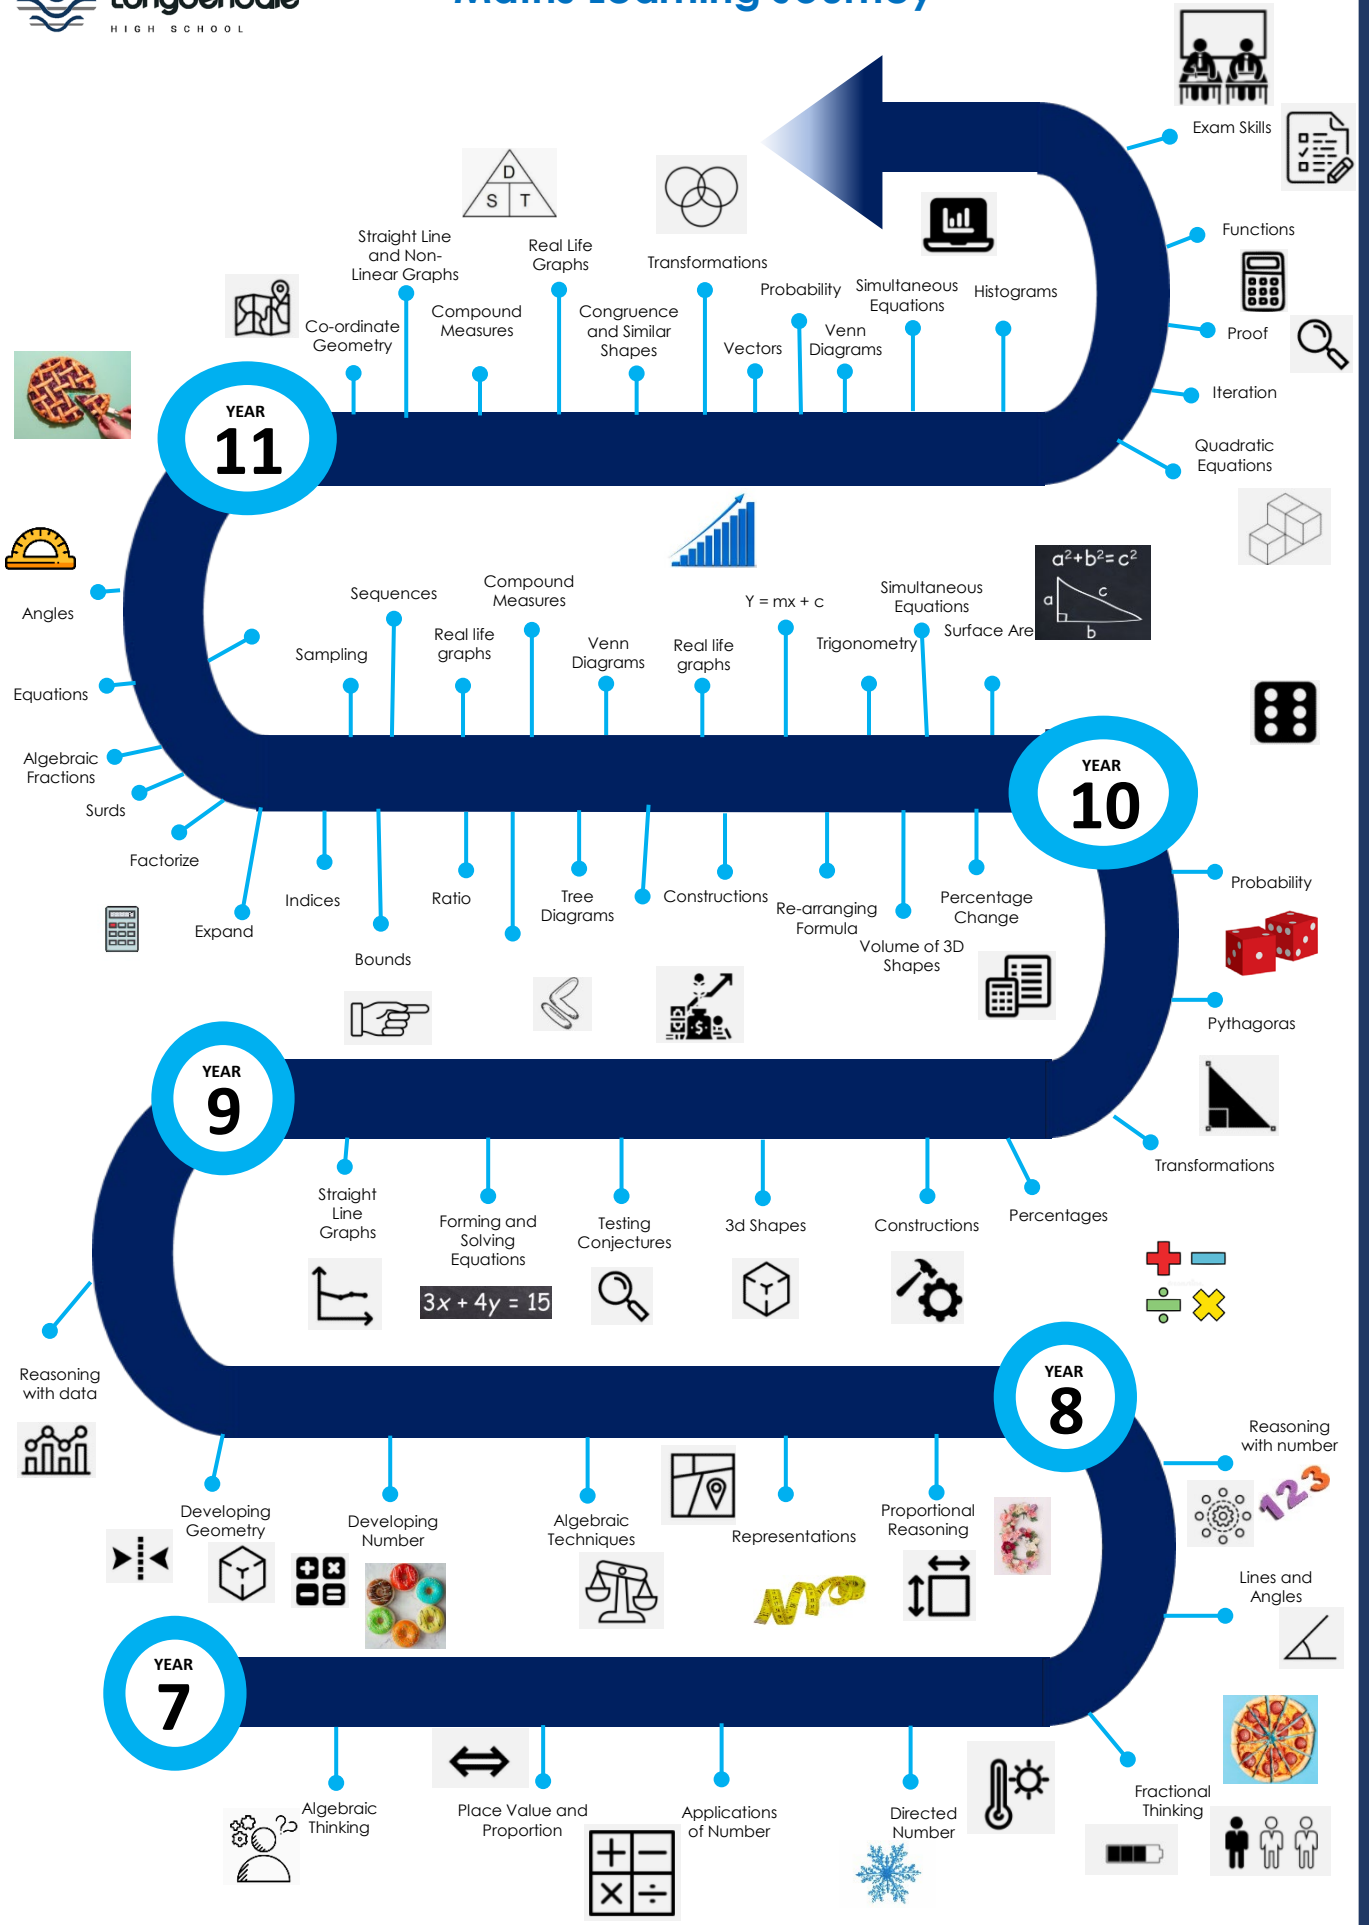 Longdendale
HIGH SCHOOL
Maths Learning Journey
Exam Skills
Functions
Proof
Iteration
Quadratic
Equations
D
S T
Straight Line
and Non-
Linear Graphs
Real Life
Graphs
Transformations
Co-ordinate
Geometry
Compound
Measures
Congruence
and Similar
Shapes
Vectors
Probability
Venn
Diagrams
Simultaneous
Equations
Histograms
YEAR
11
Angles
Equations
Algebraic
Fractions
Surds
Factorize
Expand
Sampling
Sequences
Real life
graphs
Compound
Measures
Venn
Diagrams
Real life
graphs
Y = mx + c
Trigonometry
Simultaneous
Equations
Surface Are
a²+b²=c²
a
c
b
YEAR
10
Indices
Bounds
Ratio
Tree
Diagrams
Constructions
Re-arranging
Formula
Volume of 3D
Shapes
Percentage
Change
Probability
Pythagoras
Transformations
$
YEAR
9
Straight
Line
Graphs
Forming and
Solving
Equations
3x + 4y = 15
Testing
Conjectures
3d Shapes
Constructions
Percentages
Reasoning
with data
YEAR
8
Developing
Geometry
Developing
Number
Algebraic
Techniques
Representations
Proportional
Reasoning
6
Reasoning
with number
123
Lines and
Angles
YEAR
7
Algebraic
Thinking
Place Value and
Proportion
Applications
of Number
Directed
Number
Fractional
Thinking
+ −
× ÷